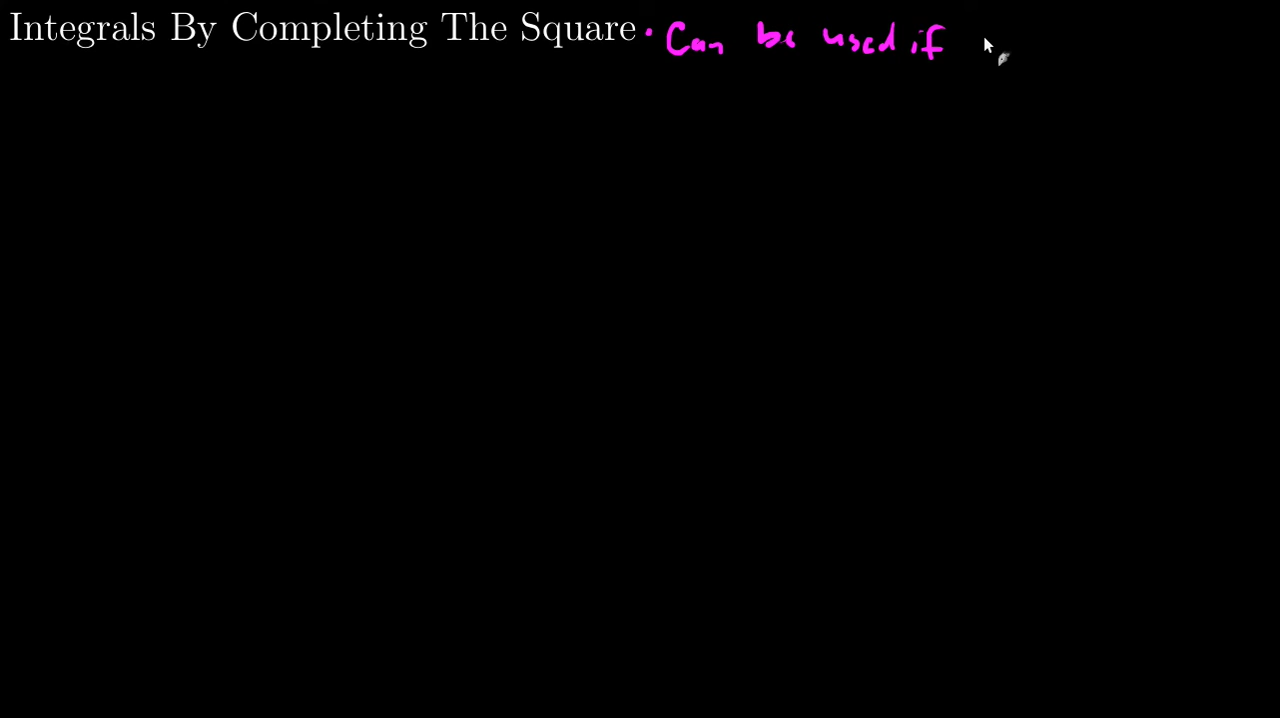 Integrals By Completing The Square · Can be used if